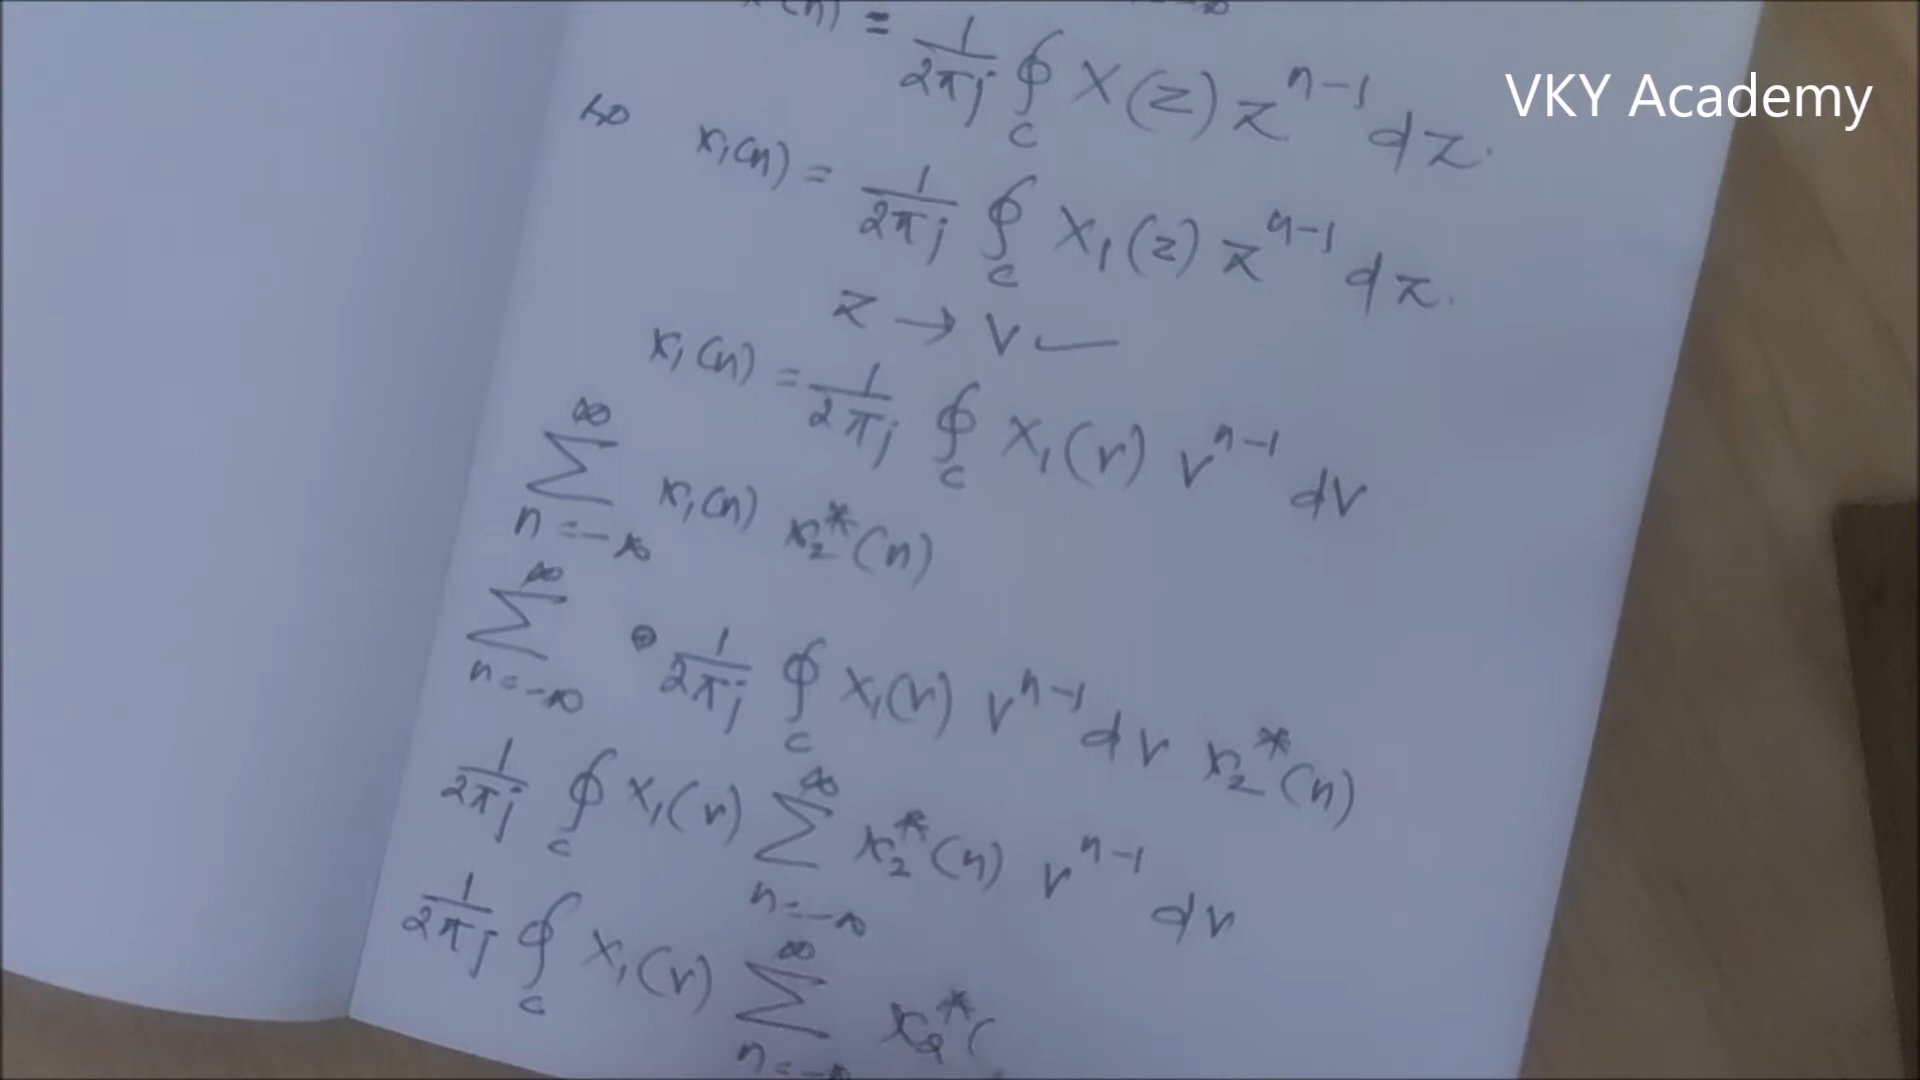 x(n) = 1/2πj ∮_c X(z) z^{n-1} dz.
VKY Academy
so x₁(n) = 1/2πj ∮_c X₁(z) z^{n-1} dz.
z → v
x₁(n) = 1/2πj ∮_c X₁(v) v^{n-1} dv
∑_{n=-∞}^{∞} x₁(n) x₂*(n)
∑_{n=-∞}^{∞} 1/2πj ∮_c X₁(v) v^{n-1} dv x₂*(n)
1/2πj ∮_c X₁(v) ∑_{n=-∞}^{∞} x₂*(n) v^{n-1} dv
1/2πj ∮_c X₁(v) ∑_{n=-∞}^{∞} x₂*(